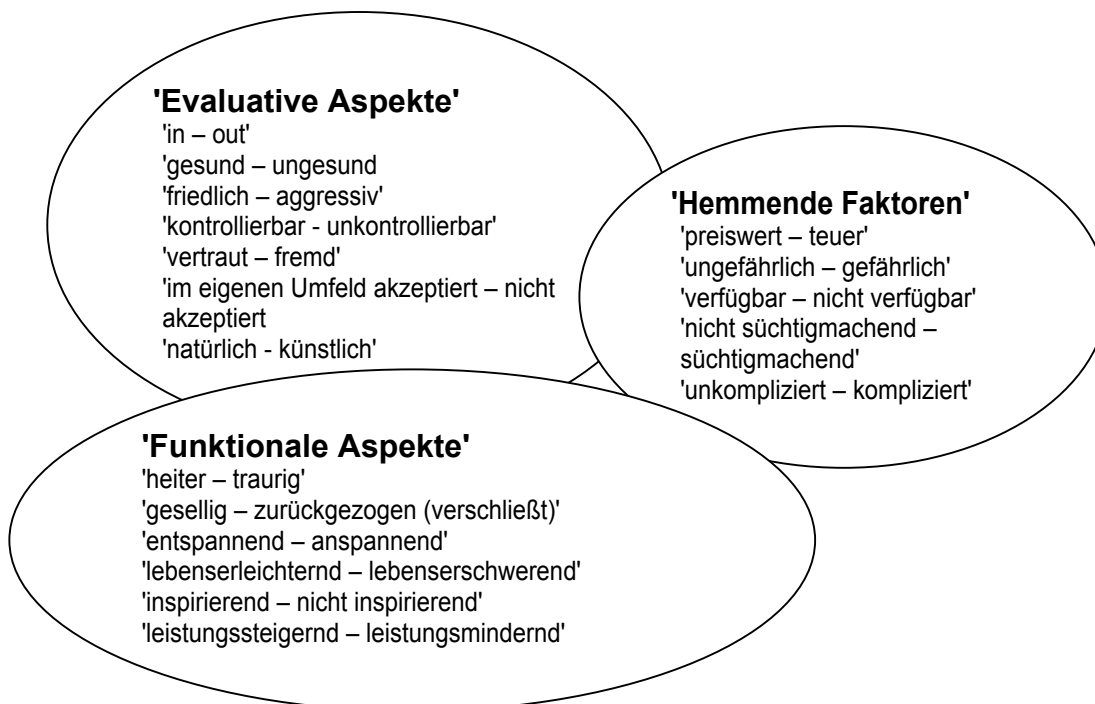 'Evaluative Aspekte'
'in – out'
'gesund – ungesund
'friedlich – aggressiv'
'kontrollierbar - unkontrollierbar'
'vertraut – fremd'
'im eigenen Umfeld akzeptiert – nicht
akzeptiert
'natürlich - künstlich'
'Hemmende Faktoren'
'preiswert – teuer'
'ungefährlich – gefährlich'
'verfügbar – nicht verfügbar'
'nicht süchtigmachend –
süchtigmachend'
'unkompliziert – kompliziert'
'Funktionale Aspekte'
'heiter – traurig'
'gesellig – zurückgezogen (verschließt)'
'entspannend – anspannend'
'lebenserleichternd – lebenserschwerend'
'inspirierend – nicht inspirierend'
'leistungssteigernd – leistungsmindernd'